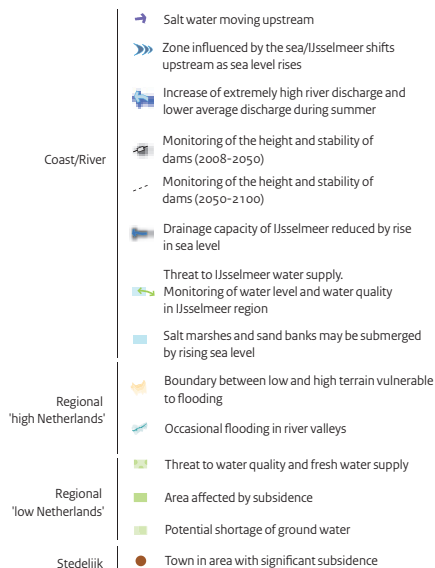 Salt water moving upstream
Zone influenced by the sea/IJsselmeer shifts
upstream as sea level rises
Increase of extremely high river discharge and
lower average discharge during summer
Coast/River
Monitoring of the height and stability of
dams (2008-2050)
Monitoring of the height and stability of
dams (2050-2100)
Drainage capacity of IJsselmeer reduced by rise
in sea level
Threat to IJsselmeer water supply.
Monitoring of water level and water quality
in IJsselmeer region
Salt marshes and sand banks may be submerged
by rising sea level
Regional
'high Netherlands'
Boundary between low and high terrain vulnerable
to flooding
Occasional flooding in river valleys
Regional
'low Netherlands'
Threat to water quality and fresh water supply
Area affected by subsidence
Potential shortage of ground water
Stedelijk
Town in area with significant subsidence